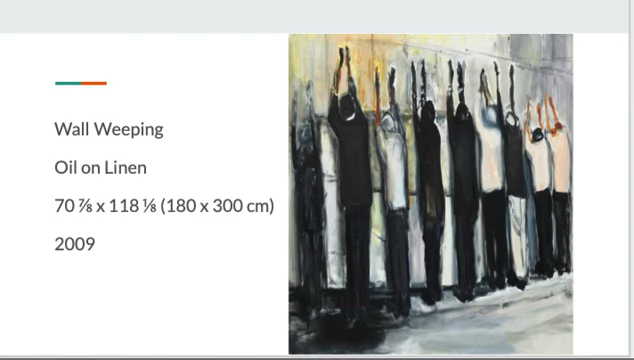 Wall Weeping
Oil on Linen
70 ⅞ x 118 ⅛ (180 x 300 cm)
2009